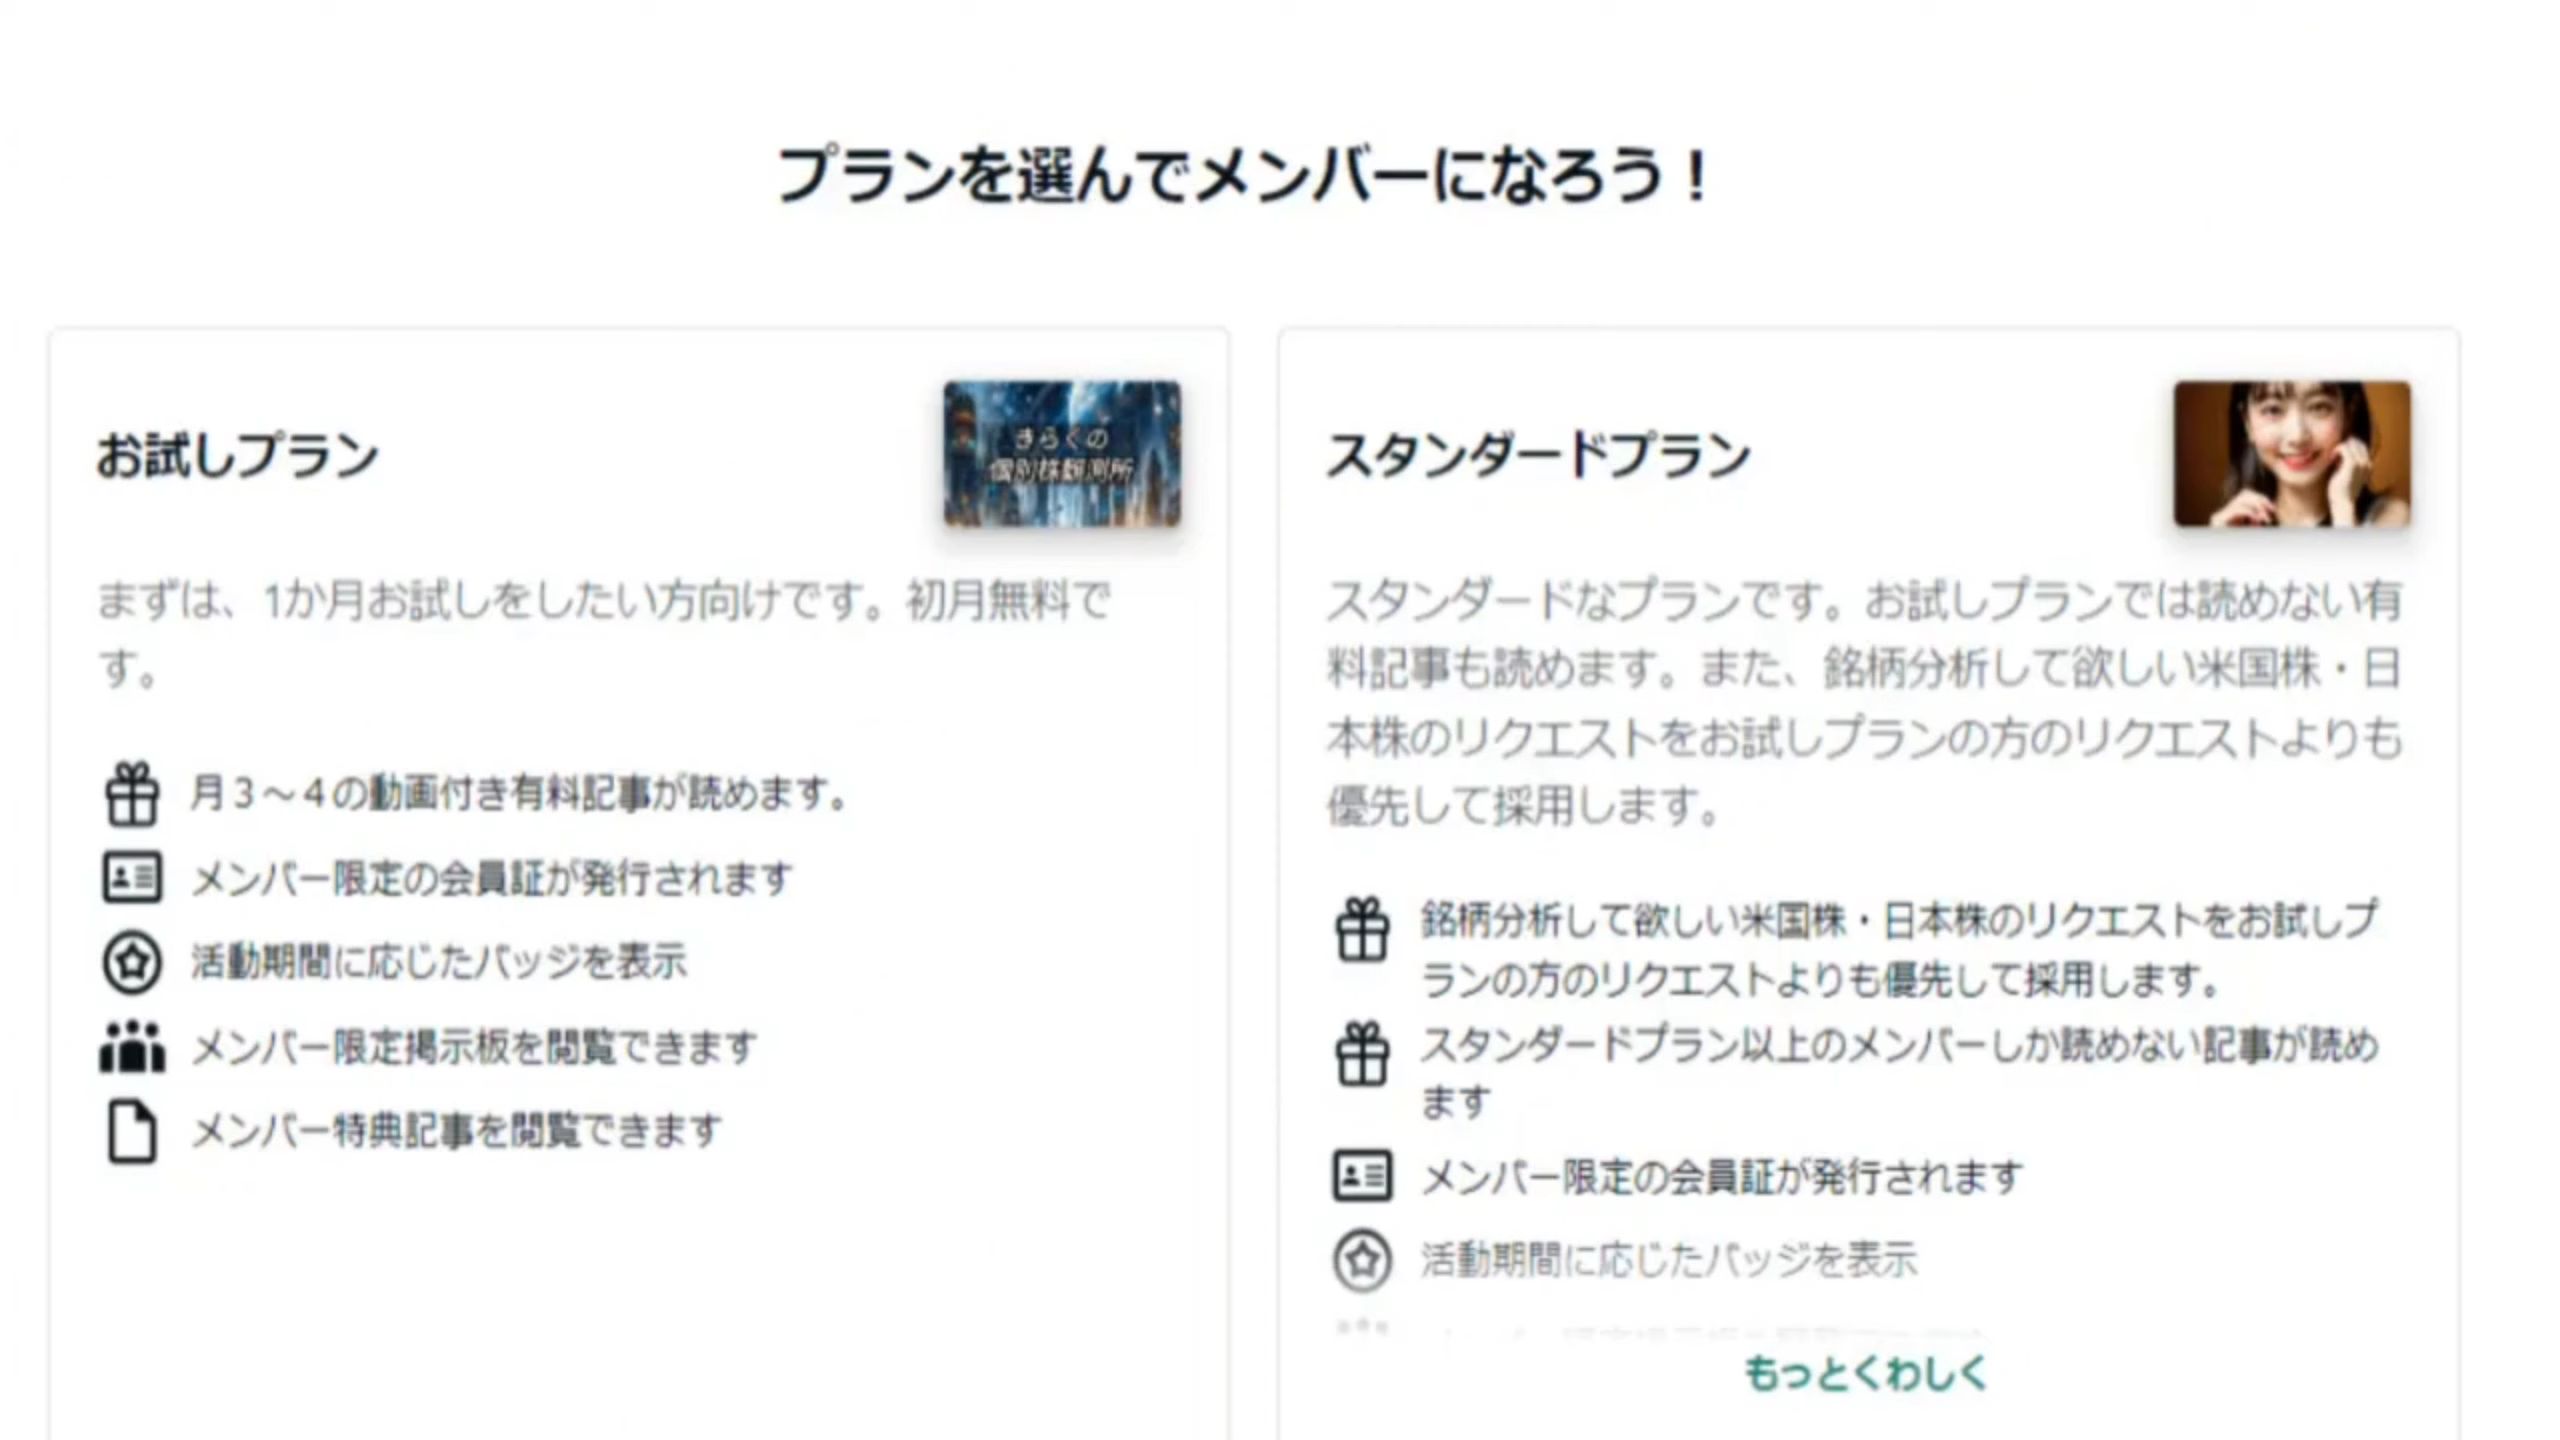 プランを選んでメンバーになろう！
お試しプラン
きらくの
個別株観測所
まずは、1か月お試しをしたい方向けです。初月無料で
す。
月３〜４の動画付き有料記事が読めます。
メンバー限定の会員証が発行されます
活動期間に応じたバッジを表示
メンバー限定掲示板を閲覧できます
メンバー特典記事を閲覧できます
スタンダードプラン
スタンダードなプランです。お試しプランでは読めない有
料記事も読めます。また、銘柄分析して欲しい米国株・日
本株のリクエストをお試しプランの方のリクエストよりも
優先して採用します。
銘柄分析して欲しい米国株・日本株のリクエストをお試しプ
ランの方のリクエストよりも優先して採用します。
スタンダードプラン以上のメンバーしか読めない記事が読め
ます
メンバー限定の会員証が発行されます
活動期間に応じたバッジを表示
もっとくわしく